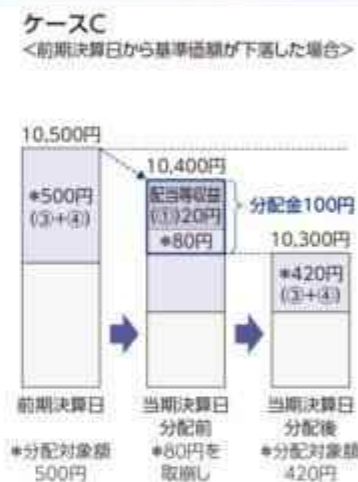 ケースC
<前期決算日から基準価額が下落した場合>
10,500円
10,400円
*500円
(③+④)
配当等収益
(①)20円
*80円
分配金100円
10,300円
*420円
(③+④)
前期決算日
当期決算日
分配前
当期決算日
分配後
*分配対象額
500円
*80円を
取崩し
*分配対象額
420円